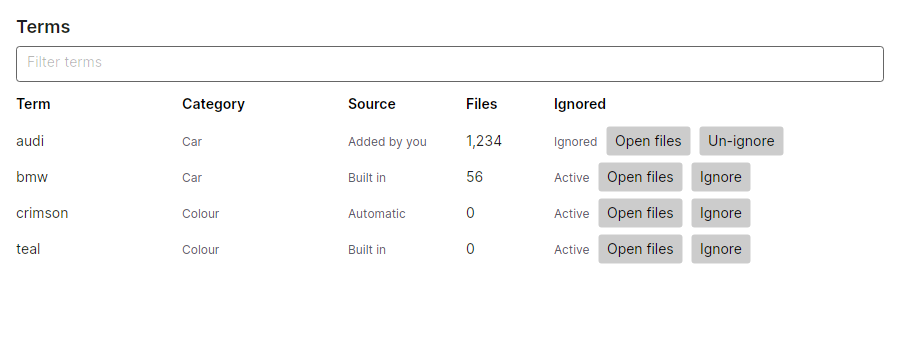 Terms
Filter terms
Term Category Source Files Ignored
audi Car Added by you 1,234 Ignored Open files Un-ignore
bmw Car Built in 56 Active Open files Ignore
crimson Colour Automatic 0 Active Open files Ignore
teal Colour Built in 0 Active Open files Ignore